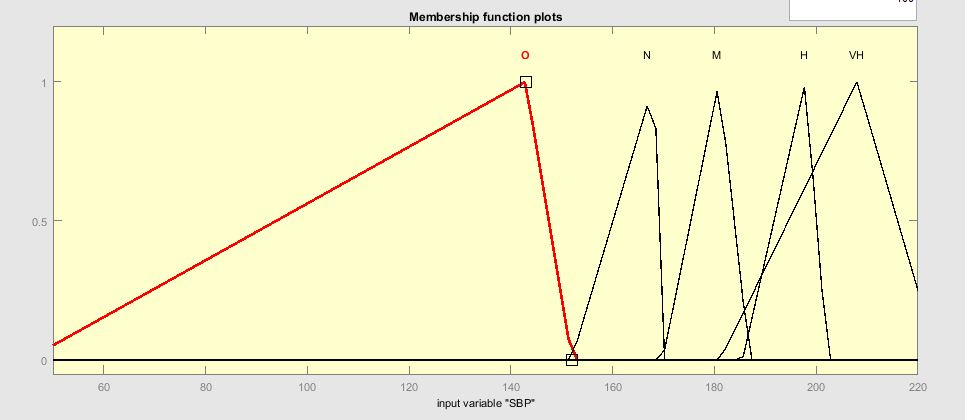 Membership function plots
O N M H VH
1
0.5
0
60 80 100 120 140 160 180 200 220
input variable "SBP"